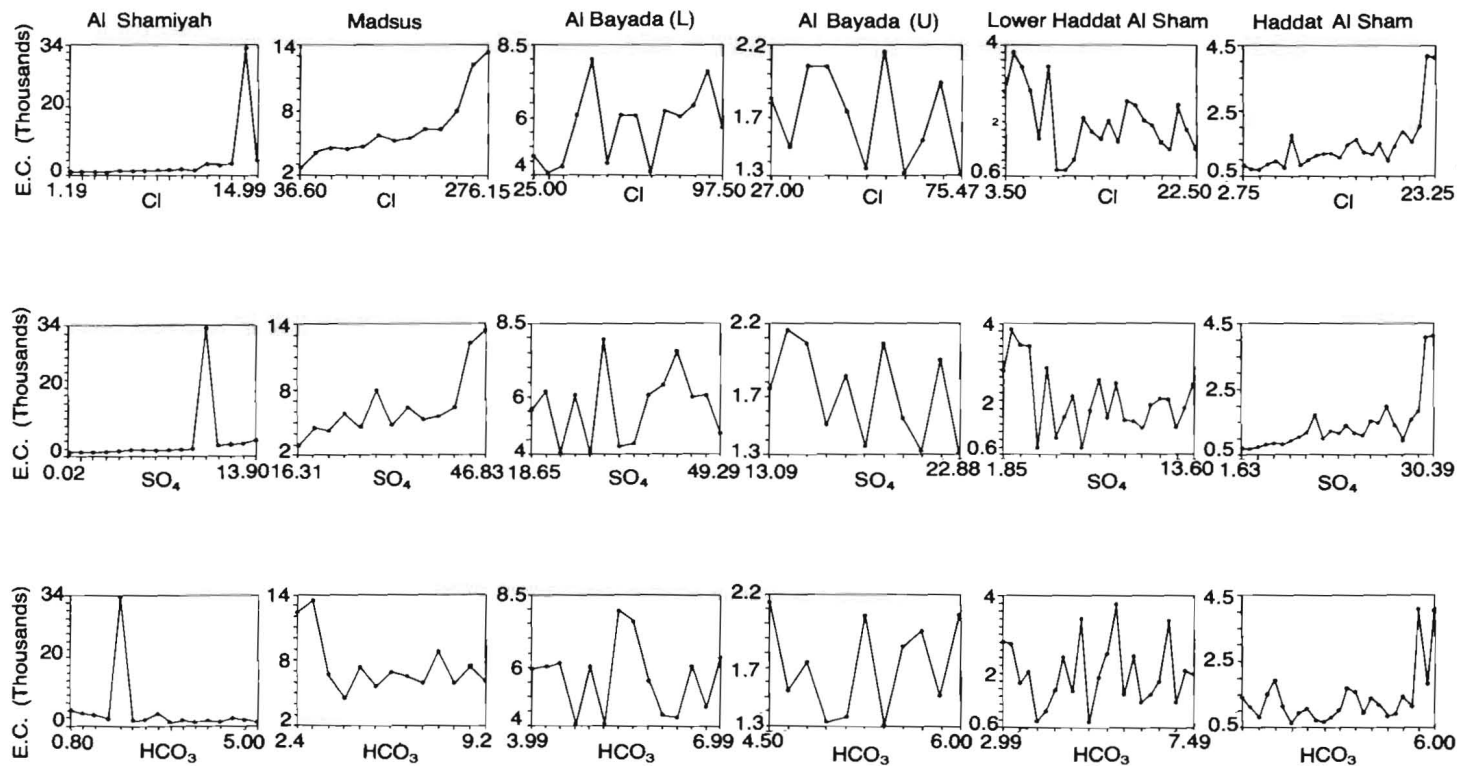 Al Shamiyah Madsus Al Bayada (L) Al Bayada (U) Lower Haddat Al Sham Haddat Al Sham
E.C. (Thousands)
34 14 8.5 2.2 4 4.5
20 8 6 1.7 2 2.5
0 2 4 1.3 0.6 0.5
1.19 14.99 36.60 276.15 25.00 97.50 27.00 75.47 3.50 22.50 2.75 23.25
Cl Cl Cl Cl Cl Cl
E.C. (Thousands)
34 14 8.5 2.2 4 4.5
20 8 6 1.7 2 2.5
0 2 4 1.3 0.6 0.5
0.02 13.90 16.31 46.83 18.65 49.29 13.09 22.88 1.85 13.60 1.63 30.39
SO₄ SO₄ SO₄ SO₄ SO₄ SO₄
E.C. (Thousands)
34 14 8.5 2.2 4 4.5
20 8 6 1.7 2 2.5
0 2 4 1.3 0.6 0.5
0.80 5.00 2.4 9.2 3.99 6.99 4.50 6.00 2.99 7.49 6.00
HCO₃ HCO₃ HCO₃ HCO₃ HCO₃ HCO₃